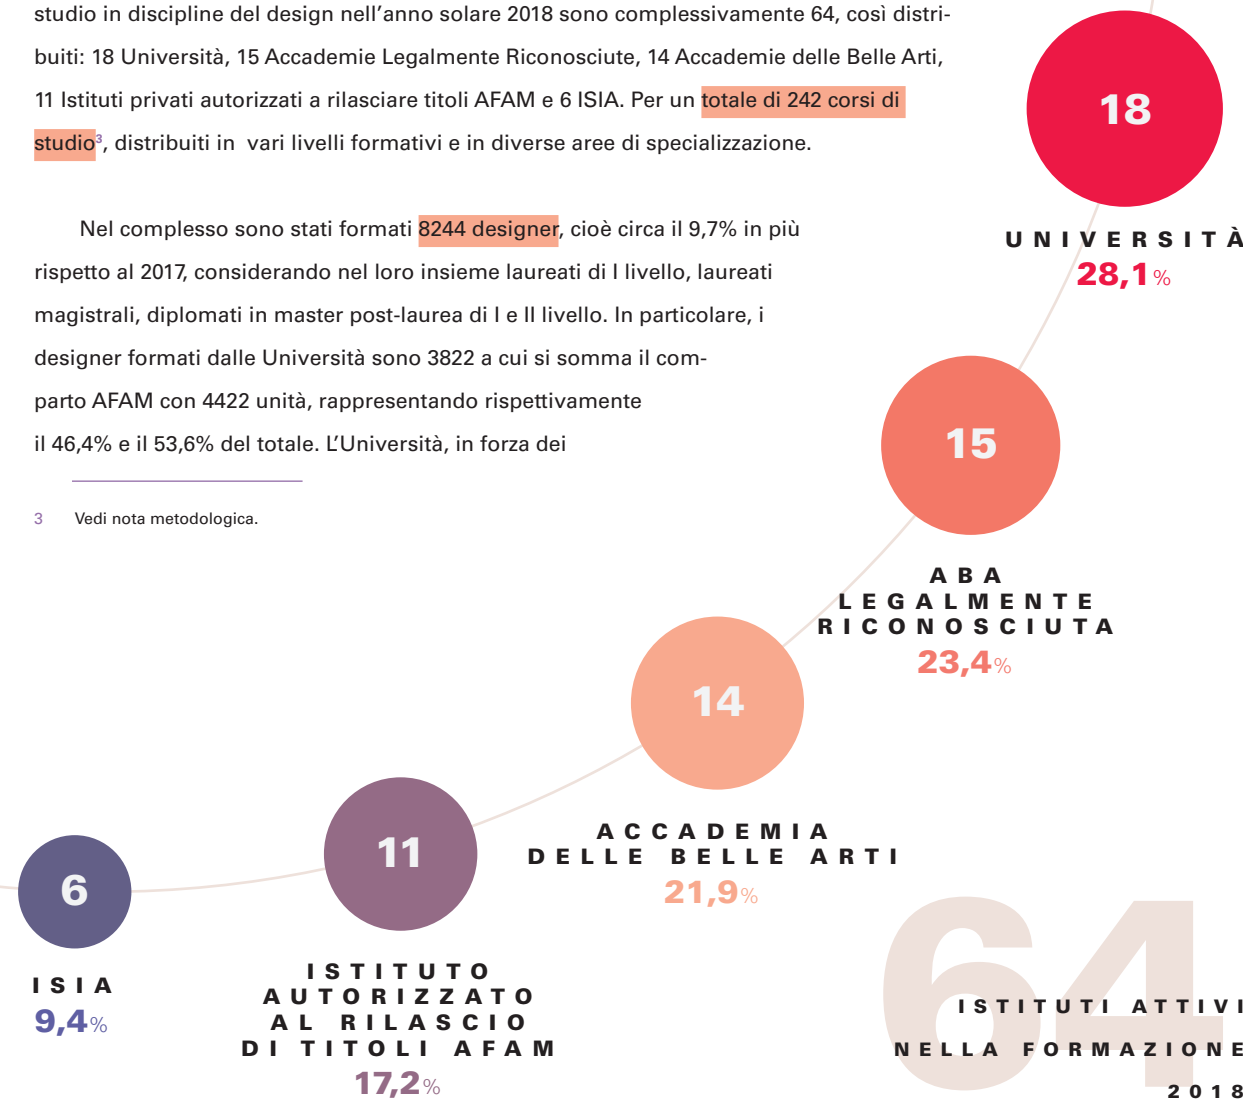 studio in discipline del design nell’anno solare 2018 sono complessivamente 64, così distri-
buiti: 18 Università, 15 Accademie Legalmente Riconosciute, 14 Accademie delle Belle Arti,
11 Istituti privati autorizzati a rilasciare titoli AFAM e 6 ISIA. Per un totale di 242 corsi di
studio3, distribuiti in vari livelli formativi e in diverse aree di specializzazione.
Nel complesso sono stati formati 8244 designer, cioè circa il 9,7% in più
rispetto al 2017, considerando nel loro insieme laureati di I livello, laureati
magistrali, diplomati in master post-laurea di I e II livello. In particolare, i
designer formati dalle Università sono 3822 a cui si somma il com-
parto AFAM con 4422 unità, rappresentando rispettivamente
il 46,4% e il 53,6% del totale. L’Università, in forza dei
3 Vedi nota metodologica.
18
UNIVERSITÀ
28,1%
15
ABA
LEGALMENTE
RICONOSCIUTA
23,4%
14
ACCADEMIA
DELLE BELLE ARTI
21,9%
11
ISTITUTO
AUTORIZZATO
AL RILASCIO
DI TITOLI AFAM
17,2%
6
ISIA
9,4%
64
ISTITUTI ATTIVI
NELLA FORMAZIONE
2018